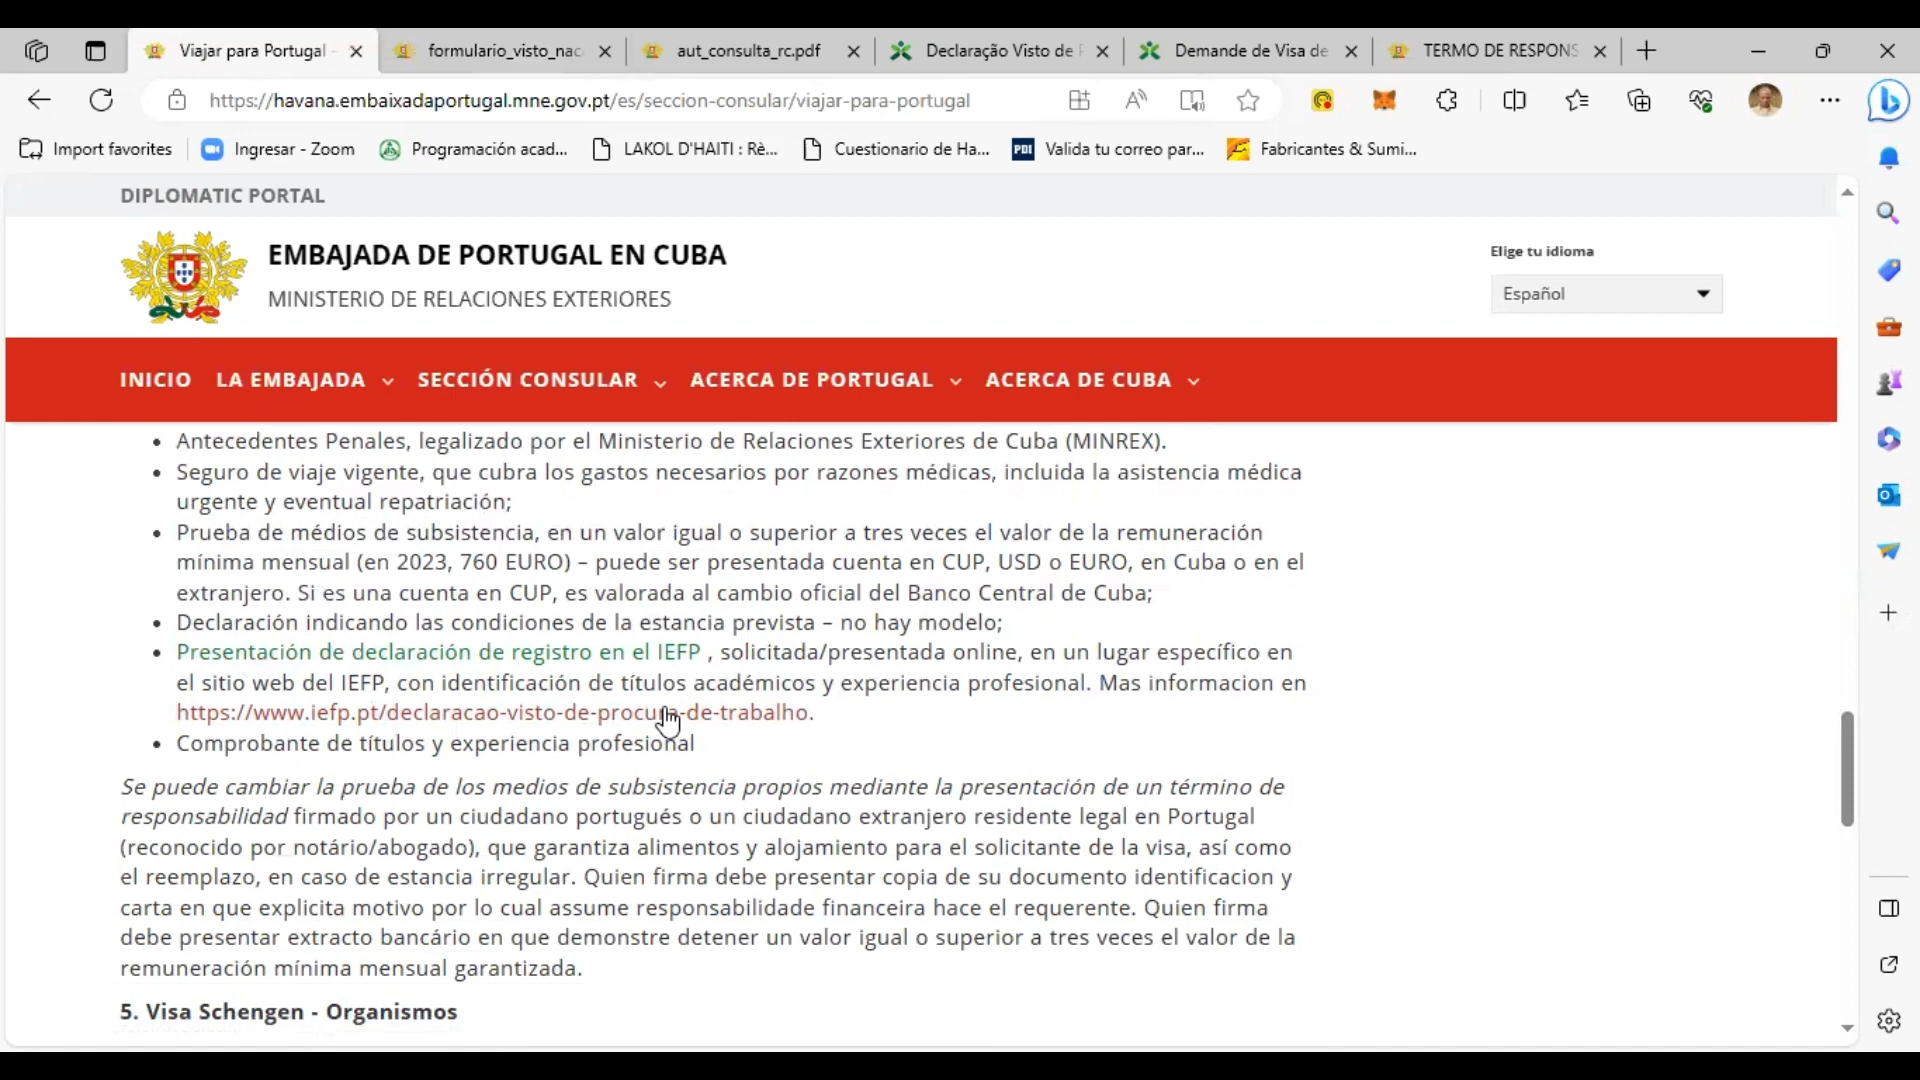 Viajar para Portugal -
formulario_visto_nac
aut_consulta_rc.pdf
Declaração Visto de P
Demande de Visa de
TERMO DE RESPONS
https://havana.embaixadaportugal.mne.gov.pt/es/seccion-consular/viajar-para-portugal
Import favorites
Ingresar - Zoom
Programación acad...
LAKOL D'HAITI : Rè...
Cuestionario de Ha...
PDI
Valida tu correo par...
Fabricantes & Sumi...
DIPLOMATIC PORTAL
EMBAJADA DE PORTUGAL EN CUBA
MINISTERIO DE RELACIONES EXTERIORES
Elige tu idioma
Español
INICIO LA EMBAJADA SECCIÓN CONSULAR ACERCA DE PORTUGAL ACERCA DE CUBA
• Antecedentes Penales, legalizado por el Ministerio de Relaciones Exteriores de Cuba (MINREX).
• Seguro de viaje vigente, que cubra los gastos necesarios por razones médicas, incluida la asistencia médica
urgente y eventual repatriación;
• Prueba de médios de subsistencia, en un valor igual o superior a tres veces el valor de la remuneración
mínima mensual (en 2023, 760 EURO) – puede ser presentada cuenta en CUP, USD o EURO, en Cuba o en el
extranjero. Si es una cuenta en CUP, es valorada al cambio oficial del Banco Central de Cuba;
• Declaración indicando las condiciones de la estancia prevista – no hay modelo;
• Presentación de declaración de registro en el IEFP , solicitada/presentada online, en un lugar específico en
el sitio web del IEFP, con identificación de títulos académicos y experiencia profesional. Mas informacion en
https://www.iefp.pt/declaracao-visto-de-procura-de-trabalho.
• Comprobante de títulos y experiencia profesional
Se puede cambiar la prueba de los medios de subsistencia propios mediante la presentación de un término de
responsabilidad firmado por un ciudadano portugués o un ciudadano extranjero residente legal en Portugal
(reconocido por notário/abogado), que garantiza alimentos y alojamiento para el solicitante de la visa, así como
el reemplazo, en caso de estancia irregular. Quien firma debe presentar copia de su documento identificacion y
carta en que explicita motivo por lo cual assume responsabilidade financeira hace el requerente. Quien firma
debe presentar extracto bancário en que demonstre detener un valor igual o superior a tres veces el valor de la
remuneración mínima mensual garantizada.
5. Visa Schengen - Organismos